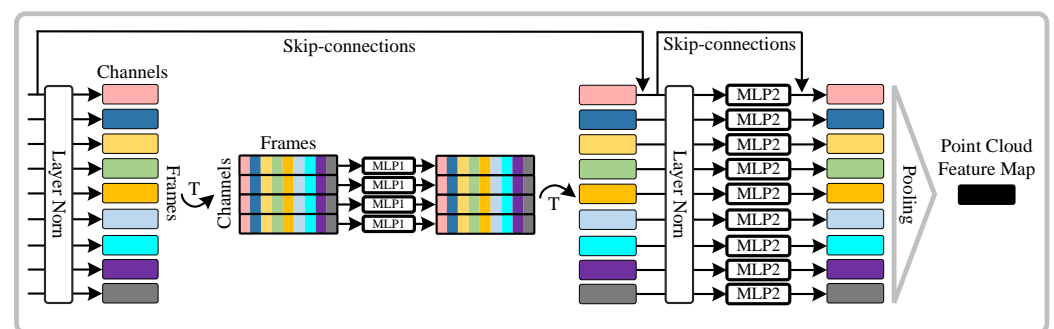 Skip-connections
Skip-connections
Channels
Layer Norm
Frames
T
Frames
Channels
MLP1
MLP1
MLP1
MLP1
T
Layer Norm
MLP2
MLP2
MLP2
MLP2
MLP2
MLP2
MLP2
MLP2
MLP2
Pooling
Point Cloud
Feature Map